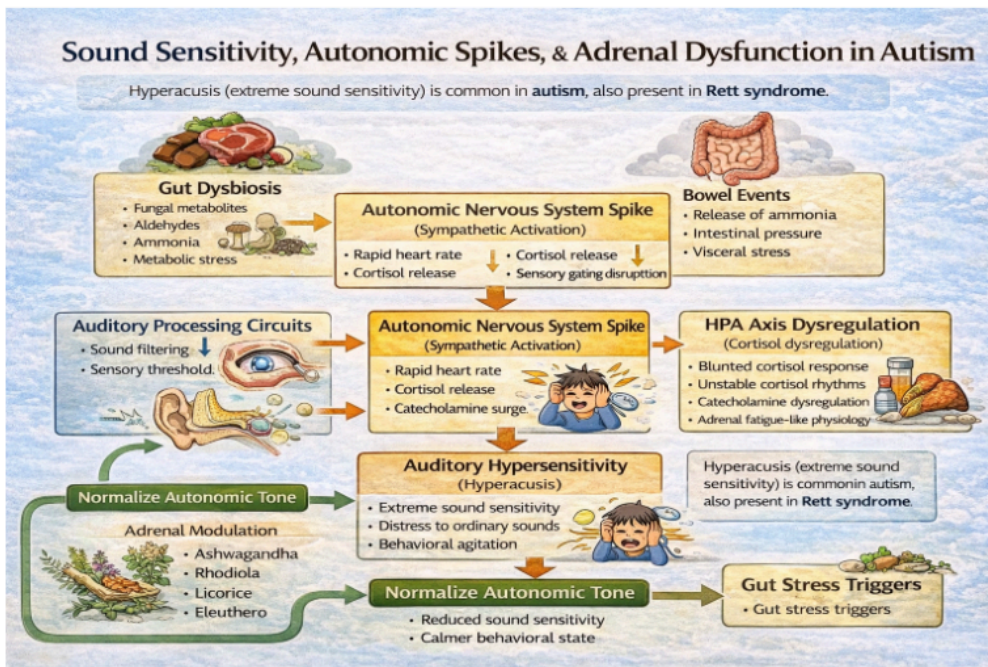 Sound Sensitivity, Autonomic Spikes, & Adrenal Dysfunction in Autism
Hyperacusis (extreme sound sensitivity) is common in autism, also present in Rett syndrome.
Gut Dysbiosis
• Fungal metabolites
• Aldehydes
• Ammonia
• Metabolic stress
Autonomic Nervous System Spike
(Sympathetic Activation)
• Rapid heart rate
• Cortisol release
• Cortisol release
• Sensory gating disrupttion
Bowel Events
• Release of ammonia
• Intestinal pressure
• Visceral stress
Auditory Processing Circuits
• Sound filtering
• Sensory threshold.
Autonomic Nervous System Spike
(Sympathetic Activation)
• Rapid heart rate
• Cortisol release
• Catecholamine surge
HPA Axis Dysregulation
(Cortisol dysregulation)
• Blunted cortisol response
• Unstable cortisol rhythms
• Catecholamine dysregulation
• Adrenal fatigue-like physiology
Auditory Hypersensitivity
(Hyperacusis)
• Extreme sound sensitivity
• Distress to ordinary sounds
• Behavioral agitation
Hyperacusis (extreme sound
sensitivity) is commonin autism,
also present in Rett syndrome.
Normalize Autonomic Tone
Adrenal Modulation
• Ashwagandha
• Rhodiola
• Licorice
• Eleuthero
Normalize Autonomic Tone
• Reduced sound sensitivity
• Calmer behavioral state
Gut Stress Triggers
• Gut stress triggers